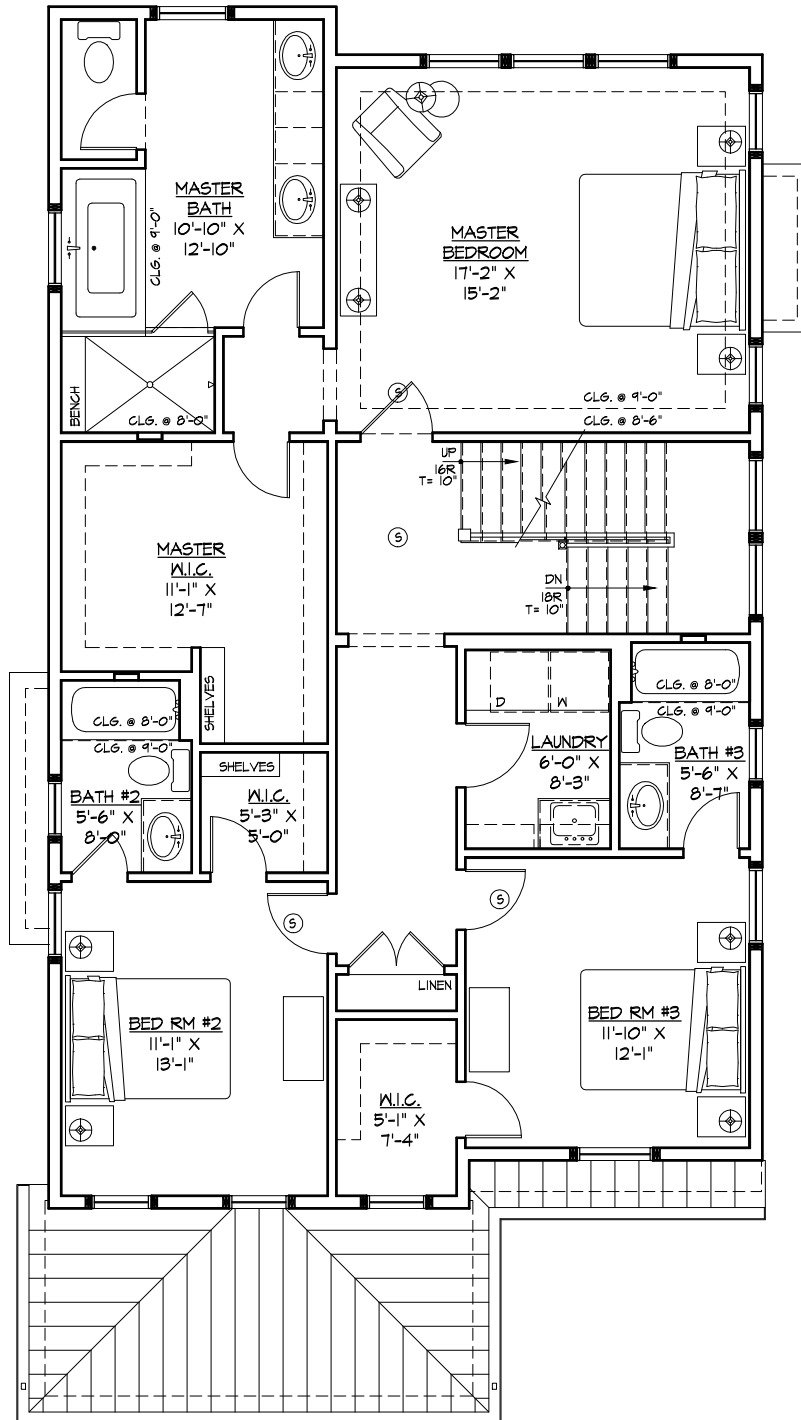 MASTER
BATH
10'-10" X
12'-10"
CLG. @ 9'-0"
MASTER
BEDROOM
17'-2" X
15'-2"
BENCH
CLG. @ 8'-0"
S
CLG. @ 9'-0"
CLG. @ 8'-6"
UP
16R
T= 10"
S
MASTER
W.I.C.
11'-1" X
12'-7"
DN
18R
T= 10"
SHELVES
CLG. @ 8'-0"
CLG. @ 9'-0"
BATH #2
5'-6" X
8'-0"
SHELVES
W.I.C.
5'-3" X
5'-0"
D
W
LAUNDRY
6'-0" X
8'-3"
CLG. @ 8'-0"
CLG. @ 9'-0"
BATH #3
5'-6" X
8'-7"
S
S
LINEN
BED RM #2
11'-1" X
13'-1"
BED RM #3
11'-10" X
12'-1"
W.I.C.
5'-1" X
7'-4"